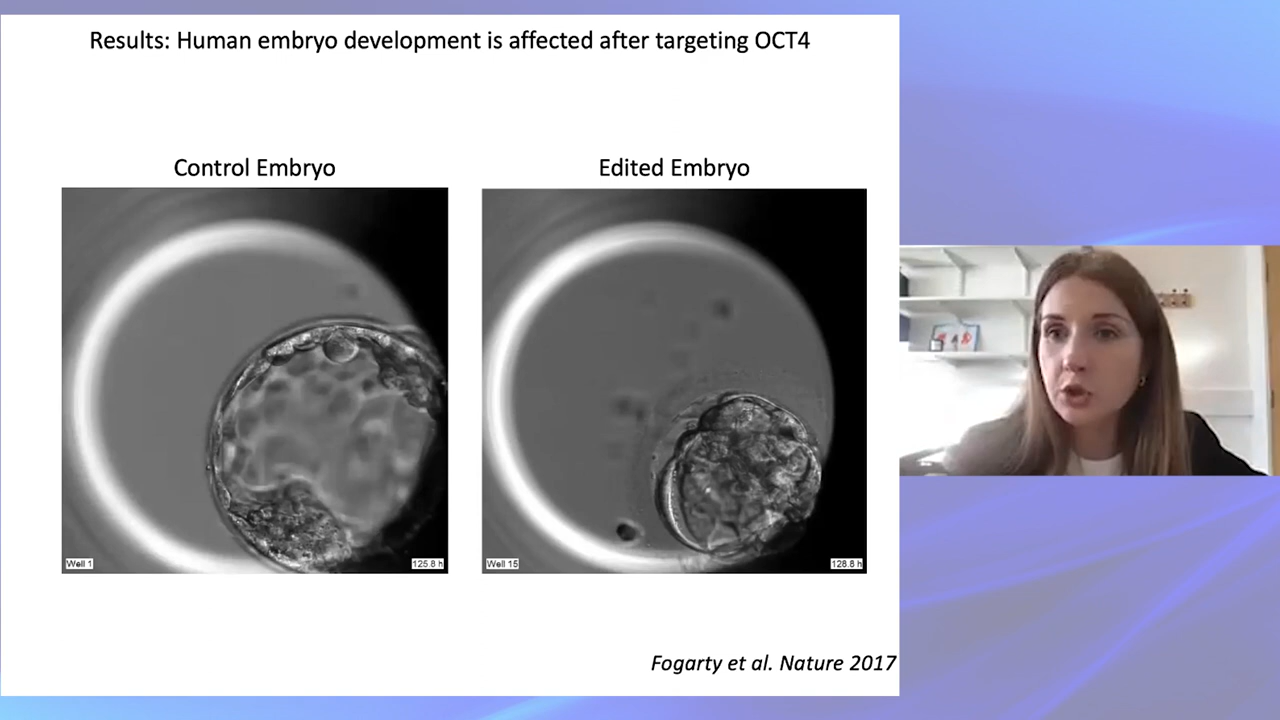 Results: Human embryo development is affected after targeting OCT4
Control Embryo
Edited Embryo
Well 1
125.8 h
Well 15
128.8 h
Fogarty et al. Nature 2017